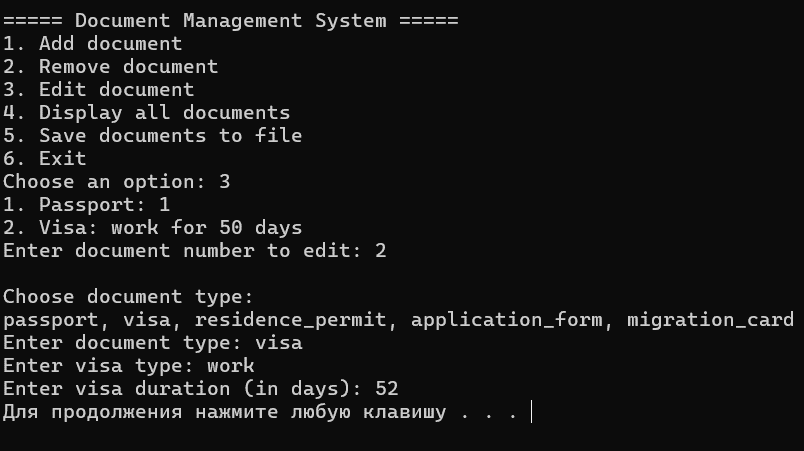 ===== Document Management System =====
1. Add document
2. Remove document
3. Edit document
4. Display all documents
5. Save documents to file
6. Exit
Choose an option: 3
1. Passport: 1
2. Visa: work for 50 days
Enter document number to edit: 2
Choose document type:
passport, visa, residence_permit, application_form, migration_card
Enter document type: visa
Enter visa type: work
Enter visa duration (in days): 52
Для продолжения нажмите любую клавишу . . .